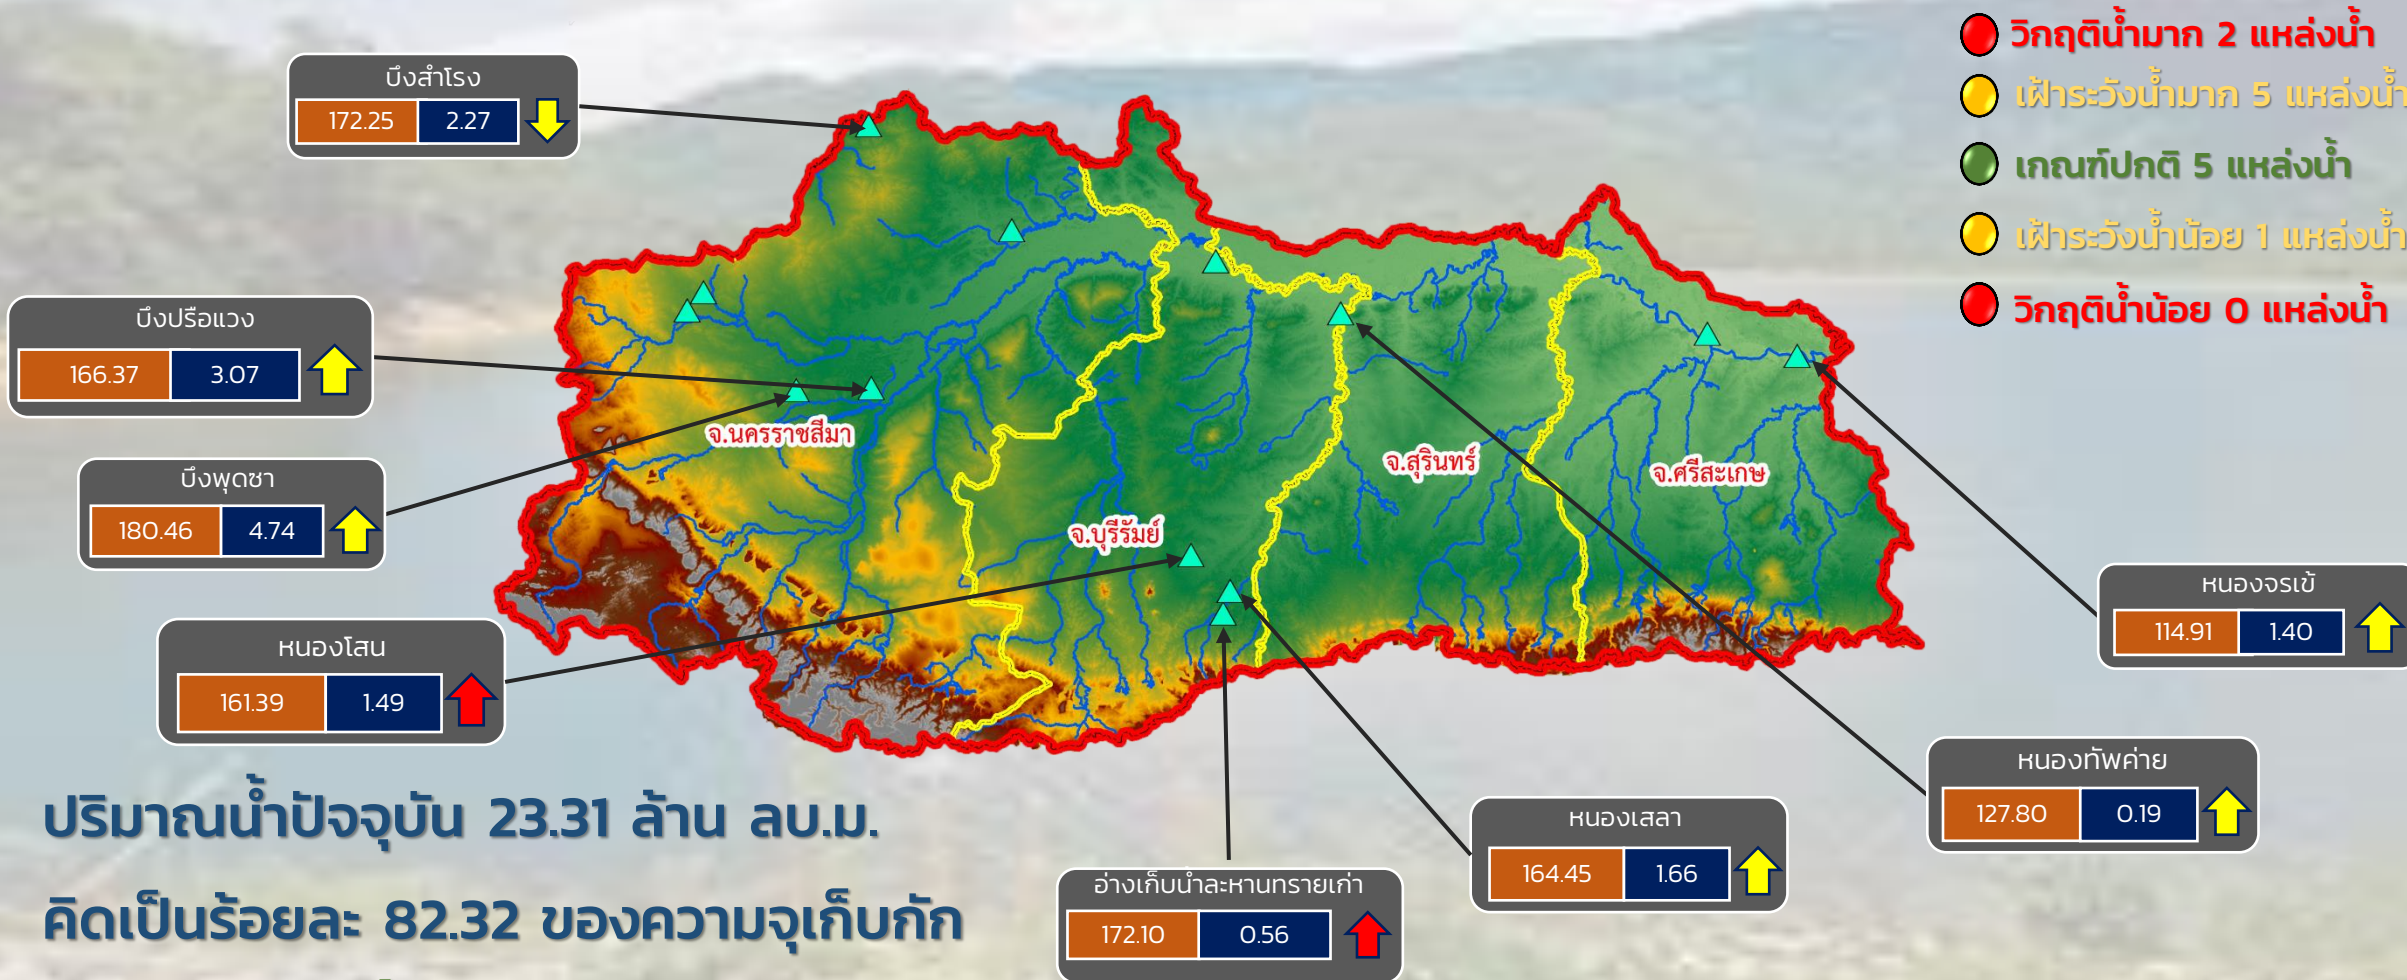 วิกฤติน้ำมาก 2 แหล่งน้ำ
เฝ้าระวังน้ำมาก 5 แหล่งน้ำ
เกณฑ์ปกติ 5 แหล่งน้ำ
เฝ้าระวังน้ำน้อย 1 แหล่งน้ำ
วิกฤติน้ำน้อย 0 แหล่งน้ำ
บึงสำโรง
172.25 2.27
บึงปรือแวง
166.37 3.07
บึงพุดซา
180.46 4.74
หนองโสน
161.39 1.49
จ.นครราชสีมา
จ.บุรีรัมย์
จ.สุรินทร์
จ.ศรีสะเกษ
หนองจรเข้
114.91 1.40
หนองทัพค่าย
127.80 0.19
หนองเสลา
164.45 1.66
อ่างเก็บน้ำละหานทรายเก่า
172.10 0.56
ปริมาณน้ำปัจจุบัน 23.31 ล้าน ลบ.ม.
คิดเป็นร้อยละ 82.32 ของความจุเก็บกัก